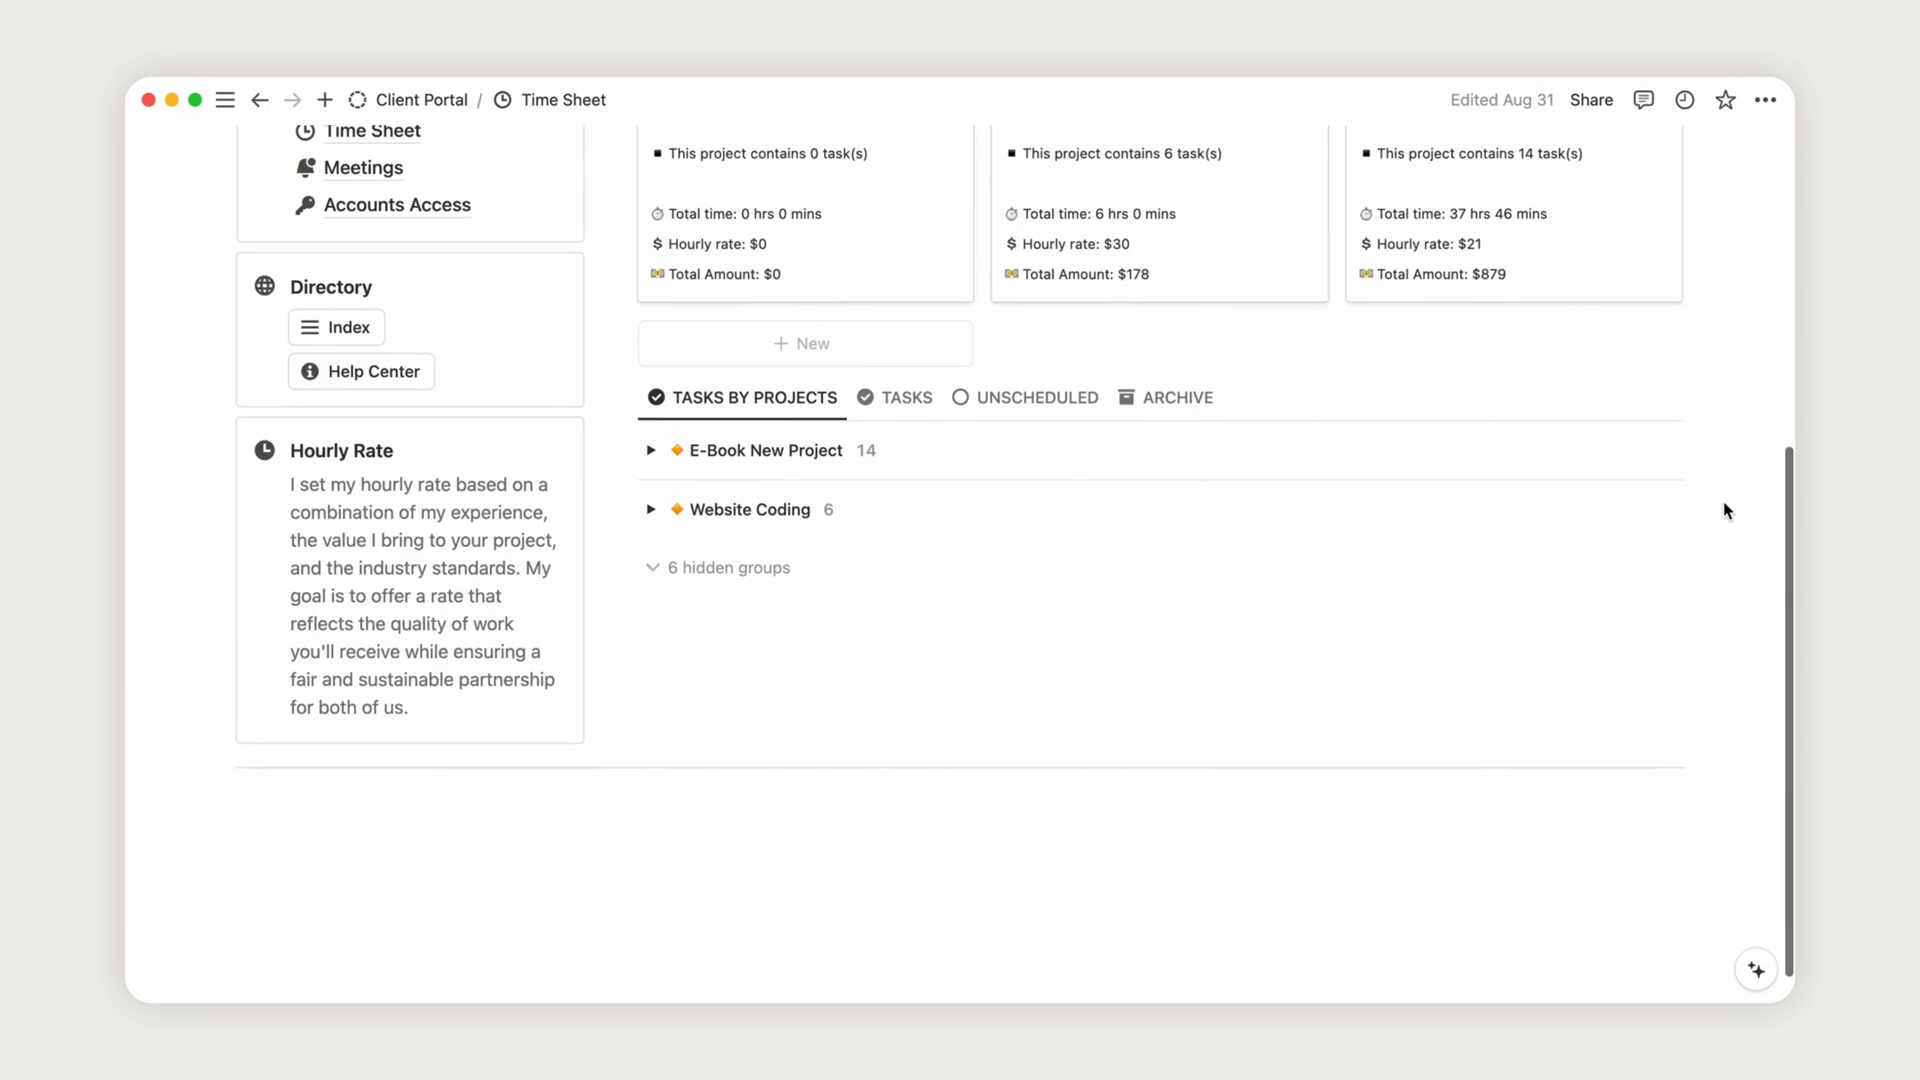 Client Portal / Time Sheet
Edited Aug 31 Share
Time Sheet
Meetings
Accounts Access
Directory
Index
Help Center
Hourly Rate
I set my hourly rate based on a
combination of my experience,
the value I bring to your project,
and the industry standards. My
goal is to offer a rate that
reflects the quality of work
you'll receive while ensuring a
fair and sustainable partnership
for both of us.
This project contains 0 task(s)
Total time: 0 hrs 0 mins
$ Hourly rate: $0
Total Amount: $0
This project contains 6 task(s)
Total time: 6 hrs 0 mins
$ Hourly rate: $30
Total Amount: $178
This project contains 14 task(s)
Total time: 37 hrs 46 mins
$ Hourly rate: $21
Total Amount: $879
+ New
TASKS BY PROJECTS TASKS UNSCHEDULED ARCHIVE
E-Book New Project 14
Website Coding 6
6 hidden groups